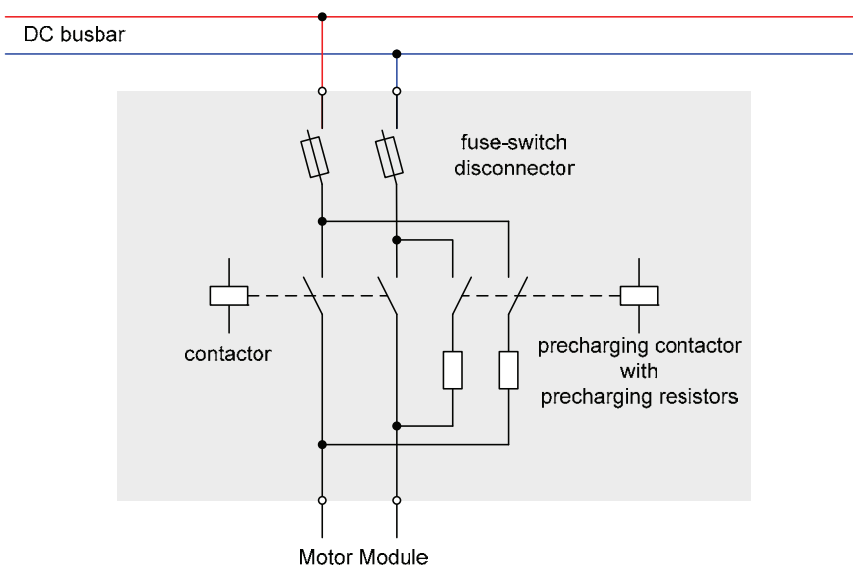 DC busbar
fuse-switch
disconnector
contactor
precharging contactor
with
precharging resistors
Motor Module